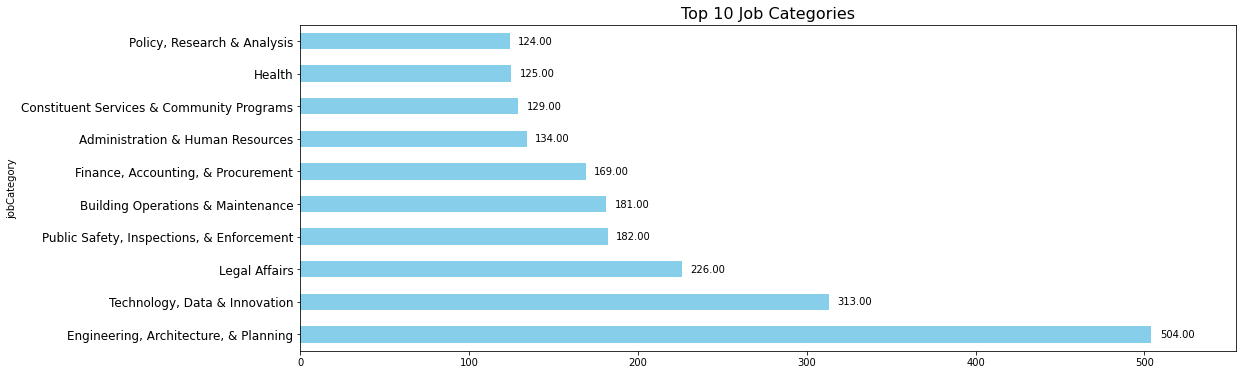 Top 10 Job Categories
jobCategory
Policy, Research & Analysis 124.00
Health 125.00
Constituent Services & Community Programs 129.00
Administration & Human Resources 134.00
Finance, Accounting, & Procurement 169.00
Building Operations & Maintenance 181.00
Public Safety, Inspections, & Enforcement 182.00
Legal Affairs 226.00
Technology, Data & Innovation 313.00
Engineering, Architecture, & Planning 504.00
0 100 200 300 400 500